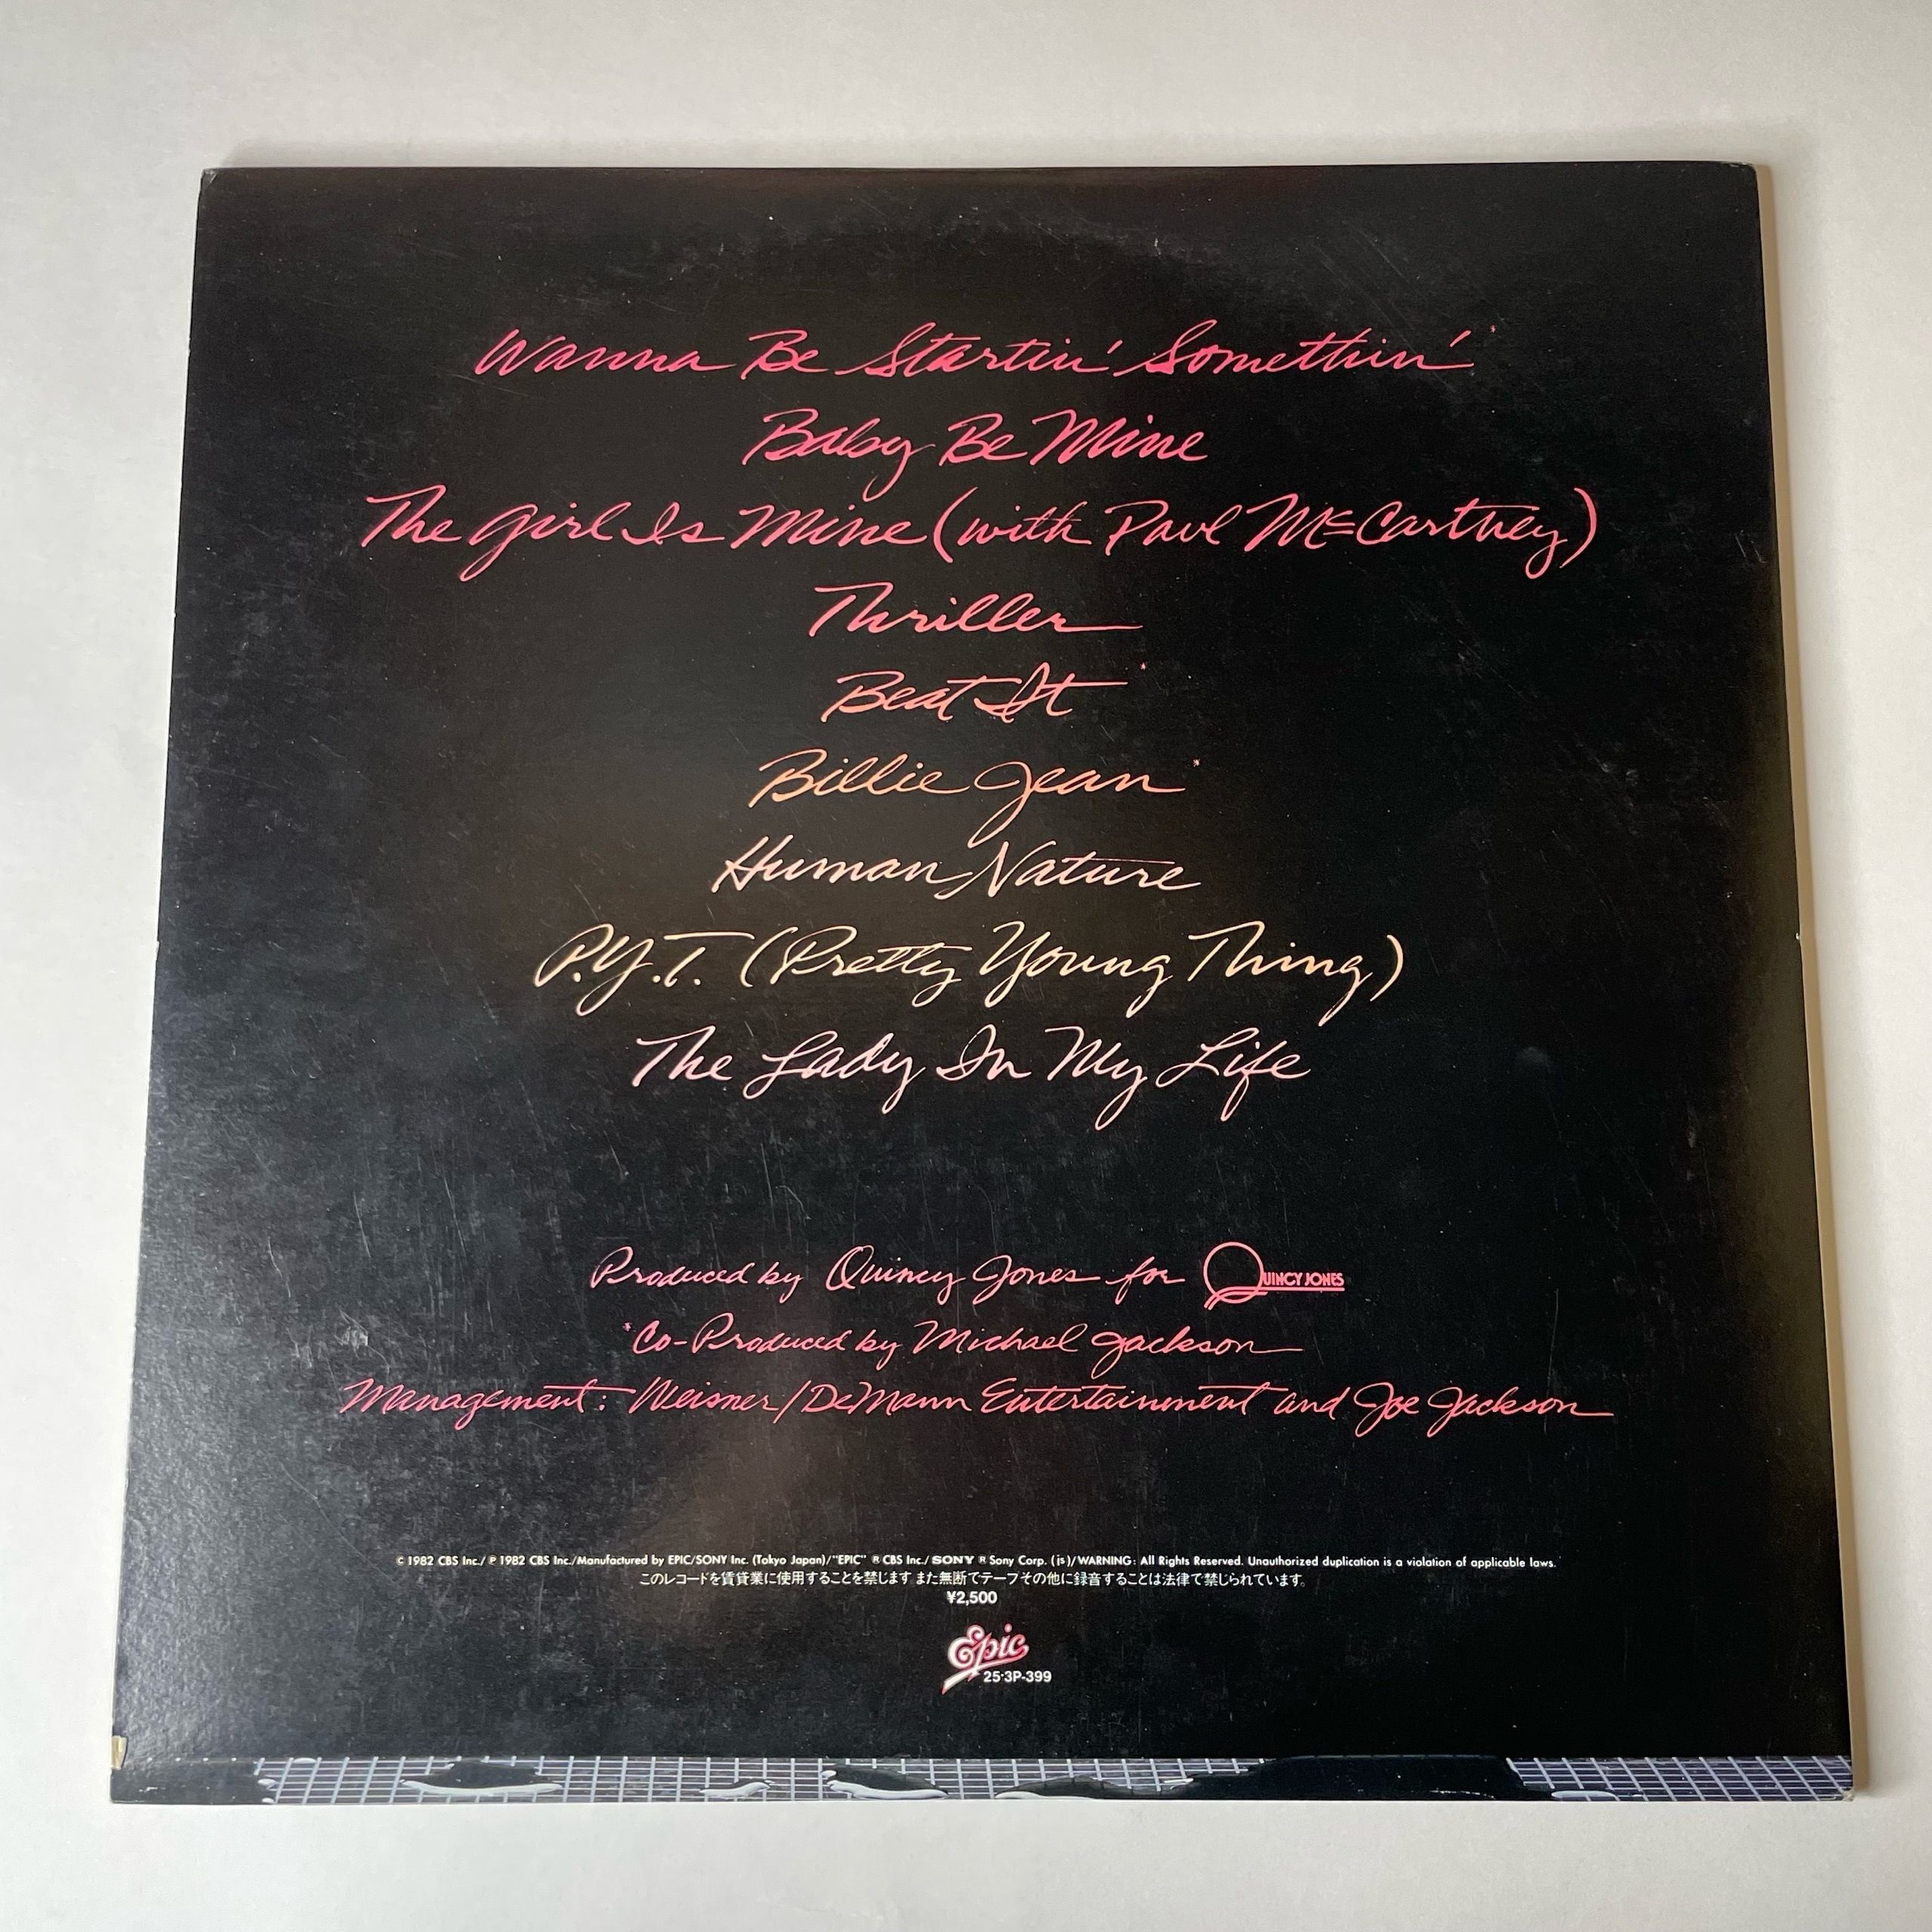 Wanna Be Startin' Somethin'*
Baby Be Mine
The Girl Is Mine (with Paul McCartney)
Thriller
Beat It*
Billie Jean*
Human Nature
P.Y.T. (Pretty Young Thing)
The Lady In My Life
Produced by Quincy Jones for QUINCY JONES
*Co-Produced by Michael Jackson
Management: Weisner/DeMann Entertainment and Joe Jackson
© 1982 CBS Inc./ ℗ 1982 CBS Inc./Manufactured by EPIC/SONY Inc. (Tokyo Japan)/"EPIC" ® CBS Inc./ SONY ® Sony Corp. (js)/WARNING: All Rights Reserved. Unauthorized duplication is a violation of applicable laws.
このレコードを賃貸業に使用することを禁じます また無断でテープその他に録音することは法律で禁じられています。
¥2,500
Epic
25·3P-399